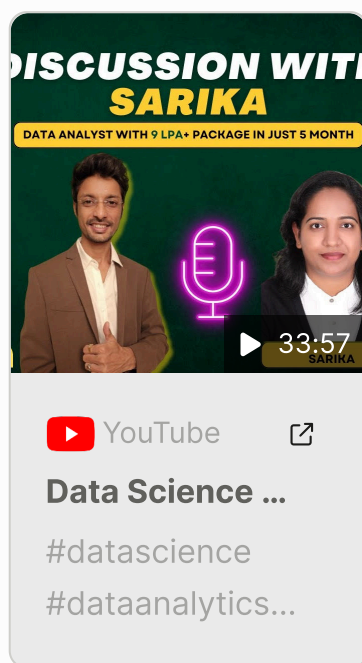 DISCUSSION WITH
SARIKA
DATA ANALYST WITH 9 LPA+ PACKAGE IN JUST 5 MONTH
33:57
SARIKA
YouTube
Data Science ...
#datascience
#dataanalytics...